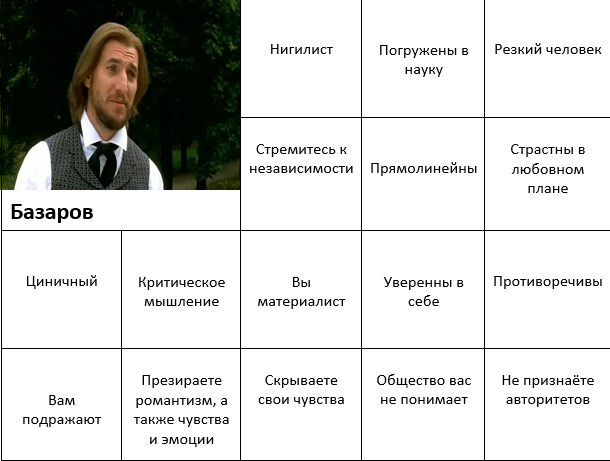 Нигилист
Погружены в
науку
Резкий человек
Стремитесь к
независимости
Прямолинейны
Страстны в
любовном
плане
Базаров
Циничный
Критическое
мышление
Вы
материалист
Уверенны в
себе
Противоречивы
Вам
подражают
Презираете
романтизм, а
также чувства
и эмоции
Скрываете
свои чувства
Общество вас
не понимает
Не признаёте
авторитетов